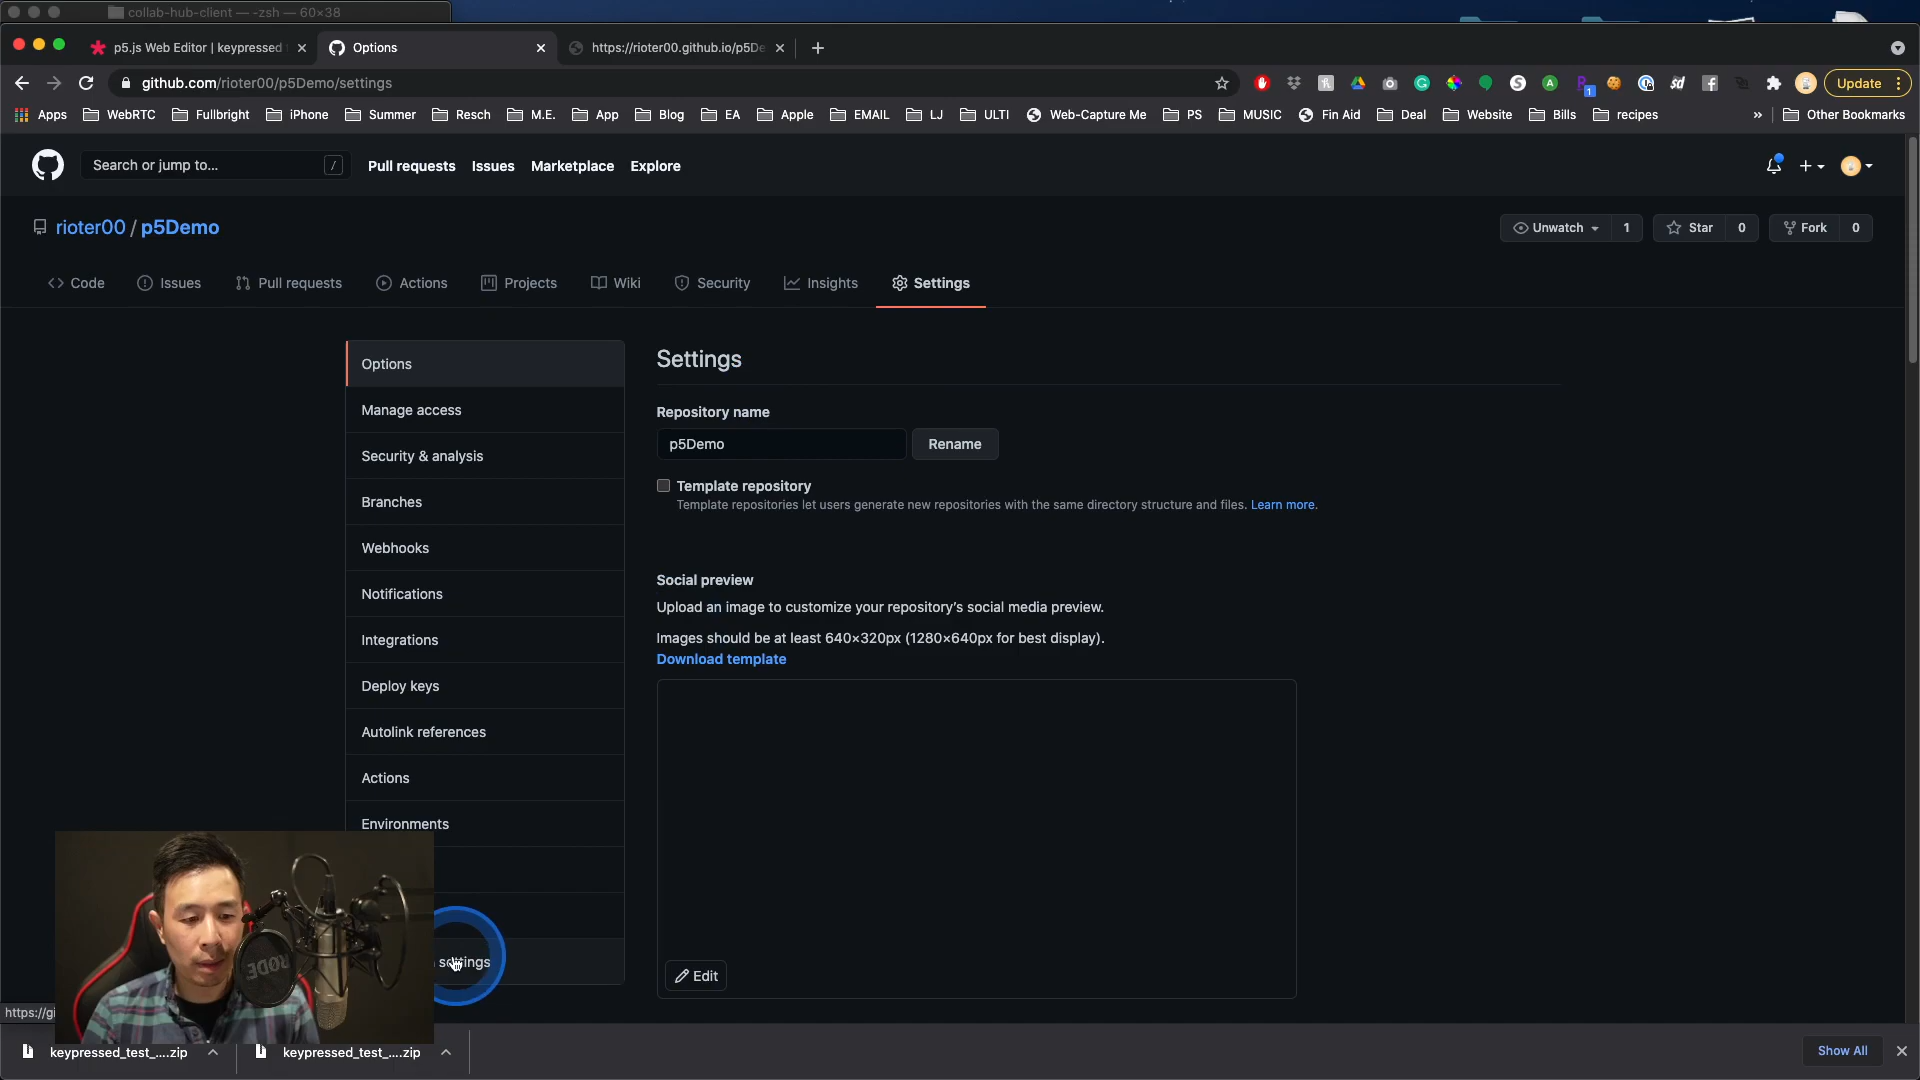 collab-hub-client — -zsh — 60×38
p5.js Web Editor | keypressed
Options
https://rioter00.github.io/p5De
github.com/rioter00/p5Demo/settings
Update
1
Apps
WebRTC
Fullbright
iPhone
Summer
Resch
M.E.
App
Blog
EA
Apple
EMAIL
LJ
ULTI
Web-Capture Me
PS
MUSIC
Fin Aid
Deal
Website
Bills
recipes
»
Other Bookmarks
Search or jump to...
/
Pull requests
Issues
Marketplace
Explore
rioter00 / p5Demo
Unwatch
1
Star
0
Fork
0
Code
Issues
Pull requests
Actions
Projects
Wiki
Security
Insights
Settings
Options
Manage access
Security & analysis
Branches
Webhooks
Notifications
Integrations
Deploy keys
Autolink references
Actions
Environments
settings
Settings
Repository name
p5Demo
Rename
Template repository
Template repositories let users generate new repositories with the same directory structure and files. Learn more.
Social preview
Upload an image to customize your repository's social media preview.
Images should be at least 640×320px (1280×640px for best display).
Download template
Edit
RODE
https://gi
keypressed_test_....zip
keypressed_test_....zip
Show All